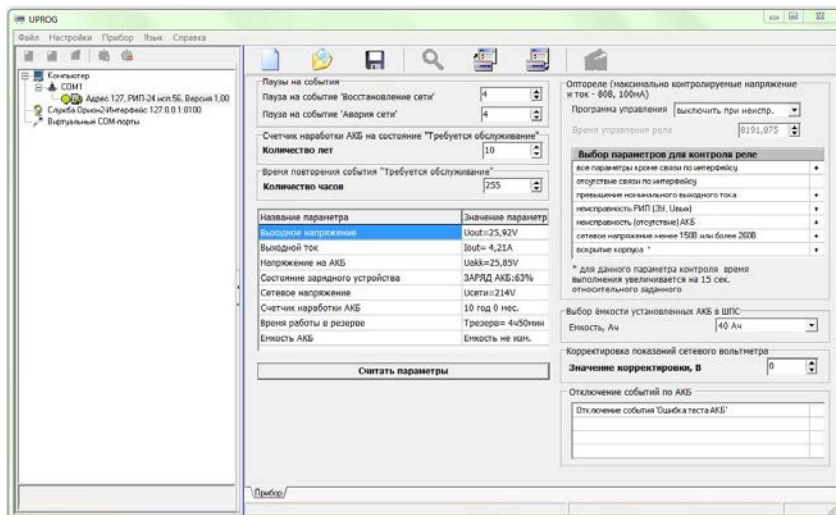 UPROG
Файл Настройки Прибор Язык Справка
Компьютер
COM1
Адрес 127, РИП-24 исп.56, Версия 1,00
Служба Орион-2-Интерфейс 127.0.0.1:8100
Виртуальные COM-порты
Паузы на события
Пауза на событие 'Восстановление сети' 4
Пауза на событие 'Авария сети' 4
Счетчик наработки АКБ на состояние "Требуется обслуживание"
Количество лет 10
Время повторения события "Требуется обслуживание"
Количество часов 255
Название параметра Значение параметр
Выходное напряжение Uout=25,92V
Выходной ток Iout= 4,21A
Напряжение на АКБ Uakk=25,85V
Состояние зарядного устройства ЗАРЯД АКБ:63%
Сетевое напряжение Uсети=214V
Счетчик наработки АКБ 10 год 0 мес.
Время работы в резерве Трезерв= 4ч50мин
Емкость АКБ Емкость не изм.
Считать параметры
Оптореле (максимально контролируемые напряжение
и ток - 80В, 100мА)
Программа управления выключить при неиспр.
Время управления реле 8191,875
Выбор параметров для контроля реле
все параметры кроме связи по интерфейсу +
отсутствие связи по интерфейсу
превышение номинального выходного тока +
неисправность РИП (ЗУ, Uвых) +
неисправность (отсутствие) АКБ +
сетевое напряжение менее 150В или более 260В +
вскрытие корпуса * +
* для данного параметра контроля время
выполнения увеличивается на 15 сек.
относительного заданного
Выбор ёмкости установленных АКБ в ШПС
Емкость, Ач 40 Ач
Корректировка показаний сетевого вольтметра
Значение корректировки, В 0
Отключение событий по АКБ
Отключение события 'Ошибка теста АКБ'
Прибор